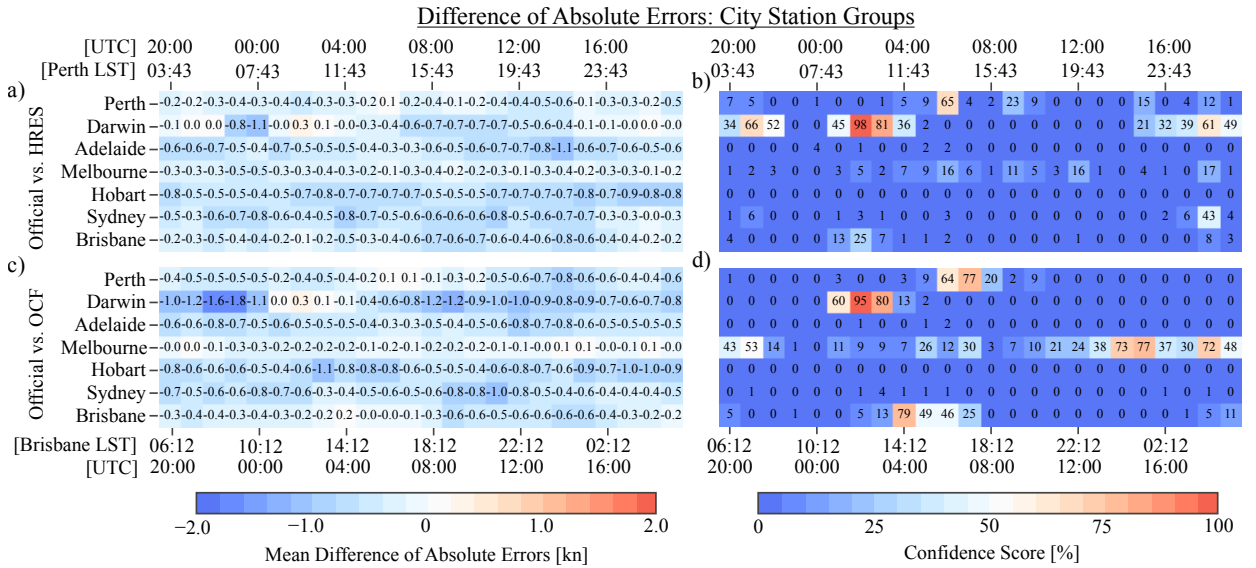 Difference of Absolute Errors: City Station Groups
[UTC] 20:00 00:00 04:00 08:00 12:00 16:00 20:00 00:00 04:00 08:00 12:00 16:00
[Perth LST] 03:43 07:43 11:43 15:43 19:43 23:43 03:43 07:43 11:43 15:43 19:43 23:43
a)
Official vs. HRES
Perth -0.2 -0.2 -0.3 -0.4 -0.3 -0.4 -0.4 -0.3 -0.3 -0.2 0.1 -0.2 -0.4 -0.1 -0.2 -0.4 -0.4 -0.5 -0.6 -0.1 -0.3 -0.3 -0.2 -0.5
Darwin -0.1 0.0 0.0 -0.8 -1.1 -0.0 0.3 0.1 -0.0 -0.3 -0.4 -0.5 -0.6 -0.7 -0.7 -0.7 -0.5 -0.6 -0.4 -0.1 -0.1 -0.0 -0.0 -0.0
Adelaide -0.6 -0.6 -0.7 -0.5 -0.4 -0.7 -0.5 -0.5 -0.5 -0.4 -0.3 -0.5 -0.6 -0.7 -0.6 -0.7 -0.7 -0.8 -1.1 -0.6 -0.7 -0.6 -0.5 -0.6
Melbourne -0.3 -0.3 -0.3 -0.5 -0.5 -0.3 -0.3 -0.4 -0.3 -0.2 -0.1 -0.3 -0.4 -0.2 -0.2 -0.3 -0.1 -0.3 -0.4 -0.2 -0.3 -0.4 -0.2 -0.3
Hobart -0.8 -0.5 -0.5 -0.5 -0.4 -0.5 -0.7 -0.8 -0.7 -0.7 -0.7 -0.7 -0.5 -0.5 -0.5 -0.7 -0.7 -0.7 -0.7 -0.8 -0.7 -0.9 -0.8 -0.8
Sydney -0.5 -0.3 -0.6 -0.7 -0.8 -0.6 -0.4 -0.5 -0.8 -0.7 -0.5 -0.6 -0.6 -0.6 -0.6 -0.8 -0.5 -0.6 -0.6 -0.7 -0.3 -0.3 -0.0 -0.3
Brisbane -0.2 -0.3 -0.5 -0.4 -0.4 -0.2 -0.1 -0.2 -0.5 -0.4 -0.3 -0.6 -0.7 -0.6 -0.7 -0.6 -0.4 -0.6 -0.8 -0.6 -0.4 -0.4 -0.2 -0.2
b)
7 5 0 0 1 0 0 1 5 9 65 4 2 23 9 0 0 0 0 15 0 4 12 1
34 66 52 0 0 45 98 81 36 2 0 0 0 0 0 0 0 0 0 21 32 39 61 49
0 0 0 0 4 0 1 0 0 2 2 0 0 0 0 0 0 0 0 0 0 0 0 0
1 2 3 0 0 3 5 2 7 9 16 6 1 11 5 3 16 1 0 4 1 0 17 1
0 0 0 0 0 0 0 0 0 0 0 0 0 0 0 0 0 0 0 0 0 0 0 0
1 6 0 0 0 1 3 1 0 0 3 0 0 0 0 0 0 0 0 0 2 6 43 4
4 0 0 0 0 13 25 7 1 1 2 0 0 0 0 0 1 0 0 0 0 0 8 3
c)
Official vs. OCF
Perth -0.4 -0.5 -0.5 -0.5 -0.5 -0.2 -0.4 -0.5 -0.4 -0.2 0.1 0.1 -0.1 -0.3 -0.2 -0.6 -0.7 -0.8 -0.6 -0.6 -0.4 -0.4 -0.4 -0.6
Darwin -1.0 -1.2 -1.6 -1.8 -1.1 0.0 0.3 0.1 -0.1 -0.4 -0.6 -0.8 -1.2 -1.2 -0.9 -1.0 -1.0 -0.9 -0.8 -0.9 -0.8 -0.6 -0.7 -0.8
Adelaide -0.6 -0.6 -0.8 -0.7 -0.5 -0.6 -0.5 -0.5 -0.5 -0.4 -0.3 -0.3 -0.5 -0.5 -0.5 -0.6 -0.8 -0.7 -0.8 -0.6 -0.5 -0.4 -0.5 -0.5
Melbourne -0.0 0.0 -0.1 -0.3 -0.3 -0.2 -0.2 -0.2 -0.2 -0.1 -0.2 -0.1 -0.4 -0.3 -0.2 -0.1 -0.1 -0.0 0.1 0.1 -0.0 -0.1 0.1 -0.0
Hobart -0.8 -0.6 -0.6 -0.6 -0.5 -0.6 -0.4 -1.1 -0.8 -0.8 -0.8 -0.6 -0.6 -0.5 -0.5 -0.6 -0.8 -0.7 -0.6 -0.9 -0.7 -1.0 -1.0 -0.9
Sydney -0.7 -0.5 -0.6 -0.6 -0.8 -0.7 -0.6 -0.3 -0.4 -0.5 -0.4 -0.5 -0.4 -0.8 -0.8 -1.0 -0.8 -0.5 -0.4 -0.6 -0.4 -0.4 -0.5 -0.5
Brisbane -0.3 -0.4 -0.4 -0.3 -0.4 -0.3 -0.2 -0.2 0.2 -0.0 -0.0 -0.1 -0.3 -0.6 -0.6 -0.5 -0.6 -0.6 -0.6 -0.4 -0.4 -0.3 -0.2 -0.2
d)
1 0 0 0 0 3 0 0 3 9 64 77 20 2 9 0 0 0 0 0 0 0 0 0
0 0 0 0 0 60 95 80 13 2 0 0 0 0 0 0 0 0 0 0 0 0 0 0
0 0 0 0 0 0 1 0 1 2 0 0 0 0 0 0 0 0 0 0 0 0 0 0
43 53 14 1 0 11 9 9 7 26 12 30 3 7 10 21 24 38 73 77 37 30 72 48
0 0 0 0 0 0 0 0 0 0 0 0 0 0 0 0 0 0 0 0 0 0 1 0
0 0 0 0 0 0 1 4 1 1 1 0 0 0 0 0 0 0 0 0 0 1 0 1
5 0 0 1 0 0 5 13 79 49 46 25 0 0 0 0 0 0 0 0 0 1 5 11
[Brisbane LST] 06:12 10:12 14:12 18:12 22:12 02:12 06:12 10:12 14:12 18:12 22:12 02:12
[UTC] 20:00 00:00 04:00 08:00 12:00 16:00 20:00 00:00 04:00 08:00 12:00 16:00
−2.0 −1.0 0 1.0 2.0
Mean Difference of Absolute Errors [kn]
0 25 50 75 100
Confidence Score [%]